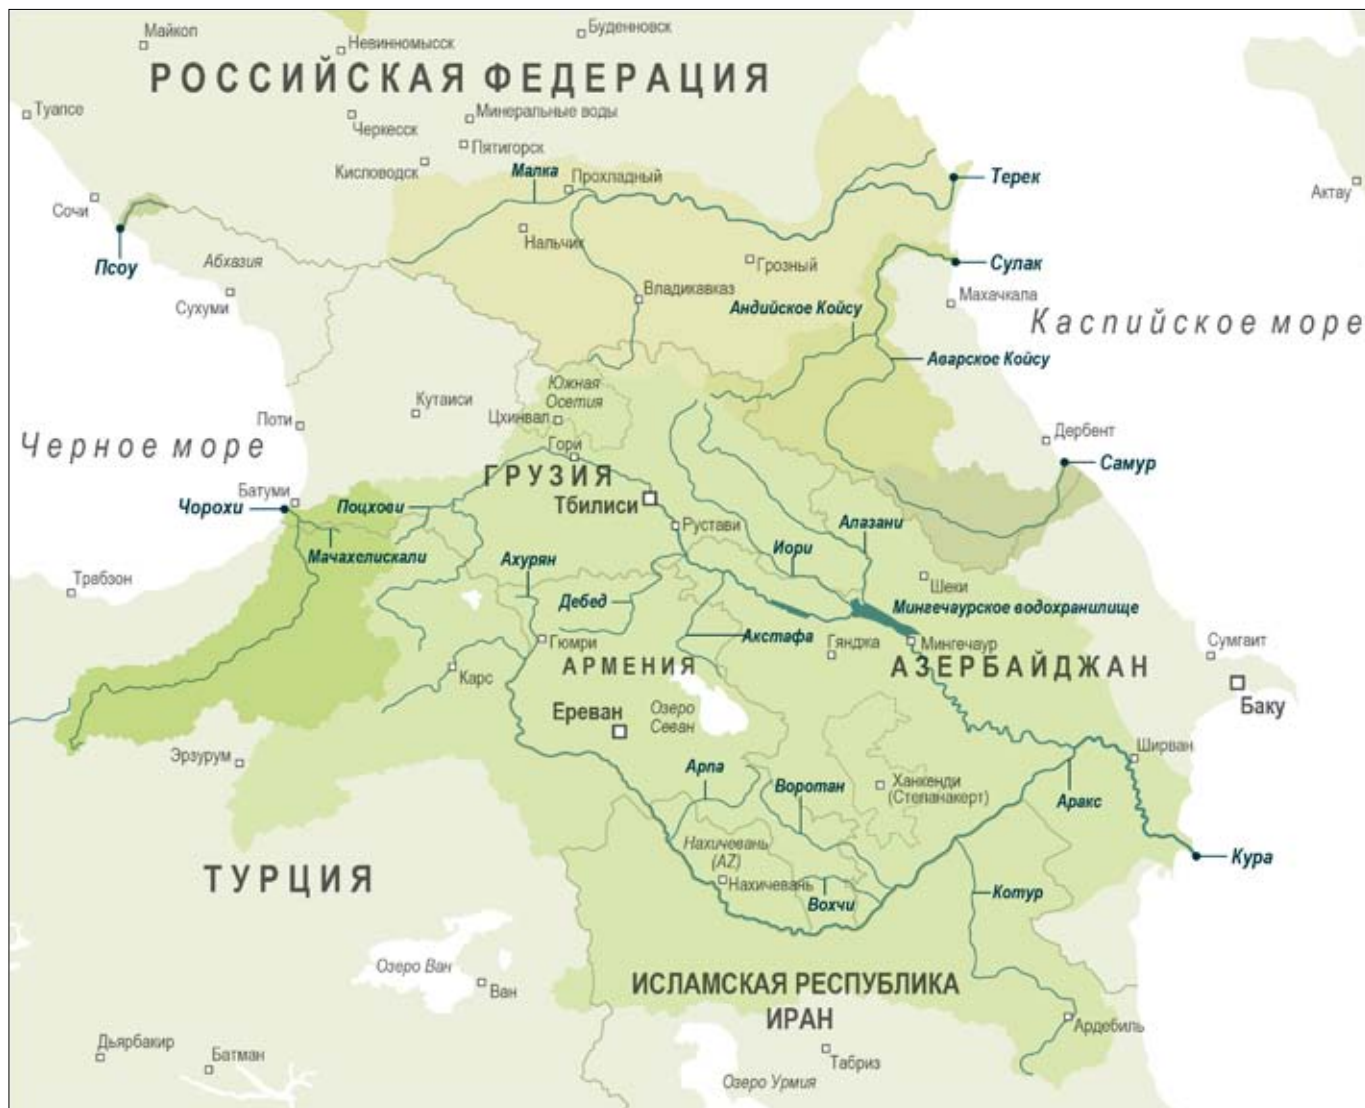 Майкоп
Невинномысск
Буденновск
РОССИЙСКАЯ ФЕДЕРАЦИЯ
Туапсе
Черкесск
Минеральные воды
Пятигорск
Кисловодск
Малка
Прохладный
Терек
Актау
Сочи
Псоу
Абхазия
Нальчик
Грозный
Сулак
Сухуми
Владикавказ
Андийское Койсу
Махачкала
Каспийское море
Аварское Койсу
Южная
Осетия
Кутаиси
Цхинвал
Поти
Черное море
Гори
Дербент
Самур
ГРУЗИЯ
Батуми
Чорохи
Поцхови
Тбилиси
Рустави
Алазани
Иори
Мачахелискали
Ахурян
Трабзон
Дебед
Шеки
Мингечаурское водохранилище
Акстафа
Гюмри
Гянджа
Мингечаур
Сумгаит
АРМЕНИЯ
АЗЕРБАЙДЖАН
Карс
Ереван
Озеро
Севан
Баку
Эрзурум
Ширван
Арпа
Воротан
Ханкенди
(Степанакерт)
Аракс
Нахичевань
(AZ)
Кура
ТУРЦИЯ
Нахичевань
Вохчи
Котур
Озеро Ван
Ван
ИСЛАМСКАЯ РЕСПУБЛИКА
ИРАН
Ардебиль
Дьярбакир
Батман
Табриз
Озеро Урмия